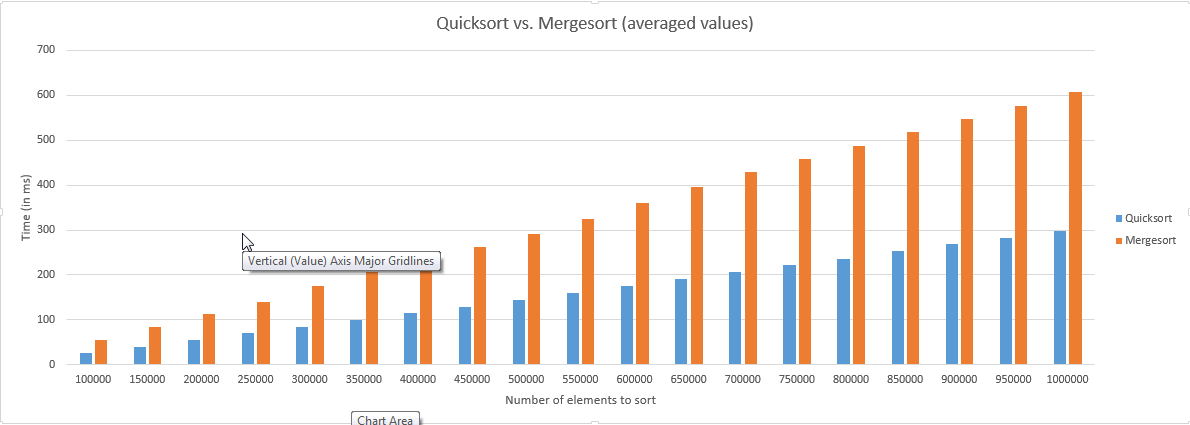 Quicksort vs. Mergesort (averaged values)
700
600
500
400
300
200
100
0
Time (in ms)
Vertical (Value) Axis Major Gridlines
Quicksort
Mergesort
100000 150000 200000 250000 300000 350000 400000 450000 500000 550000 600000 650000 700000 750000 800000 850000 900000 950000 1000000
Number of elements to sort
Chart Area